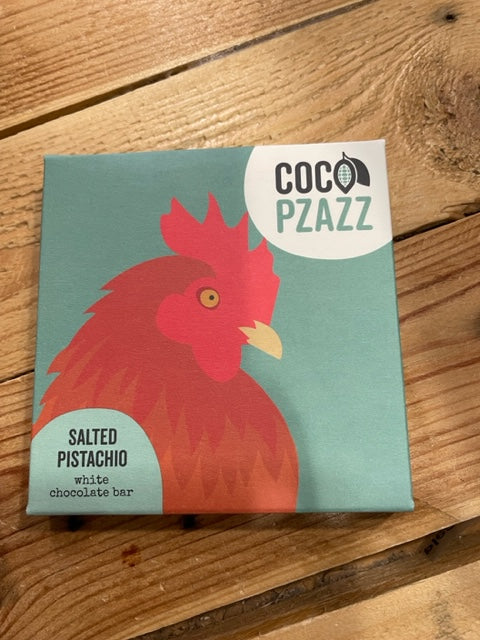 COCO
PZAZZ
SALTED
PISTACHIO
white
chocolate bar